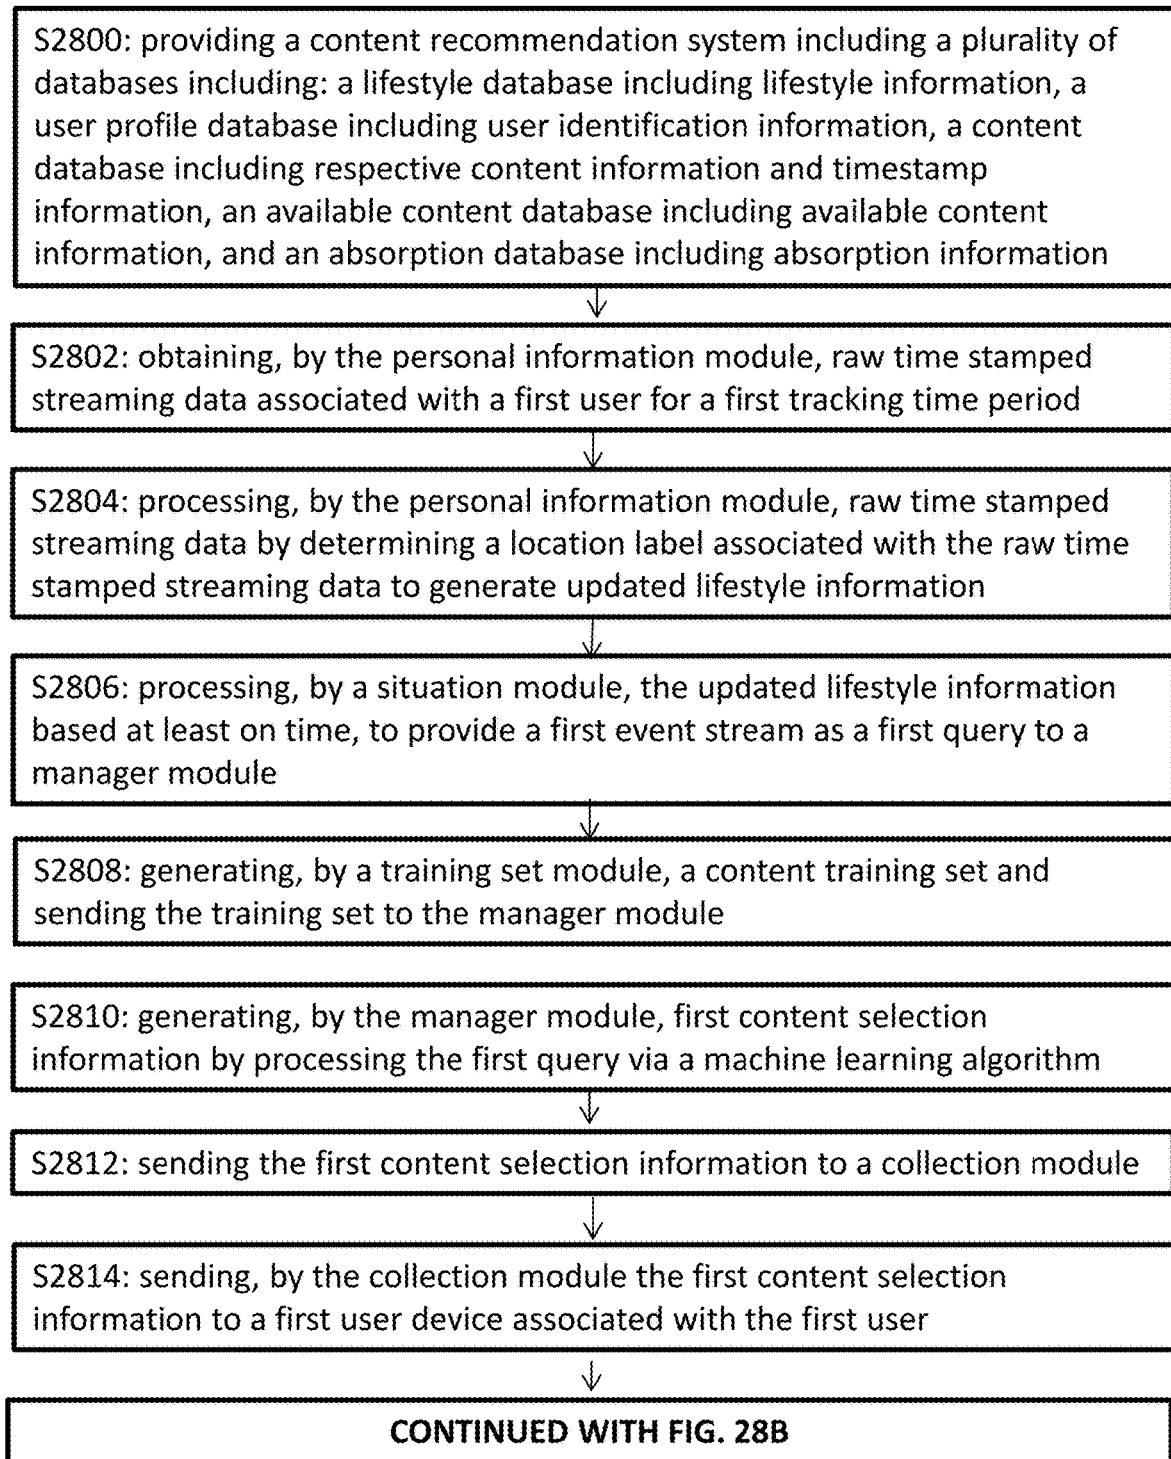 S2800: providing a content recommendation system including a plurality of
databases including: a lifestyle database including lifestyle information, a
user profile database including user identification information, a content
database including respective content information and timestamp
information, an available content database including available content
information, and an absorption database including absorption information
S2802: obtaining, by the personal information module, raw time stamped
streaming data associated with a first user for a first tracking time period
S2804: processing, by the personal information module, raw time stamped
streaming data by determining a location label associated with the raw time
stamped streaming data to generate updated lifestyle information
S2806: processing, by a situation module, the updated lifestyle information
based at least on time, to provide a first event stream as a first query to a
manager module
S2808: generating, by a training set module, a content training set and
sending the training set to the manager module
S2810: generating, by the manager module, first content selection
information by processing the first query via a machine learning algorithm
S2812: sending the first content selection information to a collection module
S2814: sending, by the collection module the first content selection
information to a first user device associated with the first user
CONTINUED WITH FIG. 28B